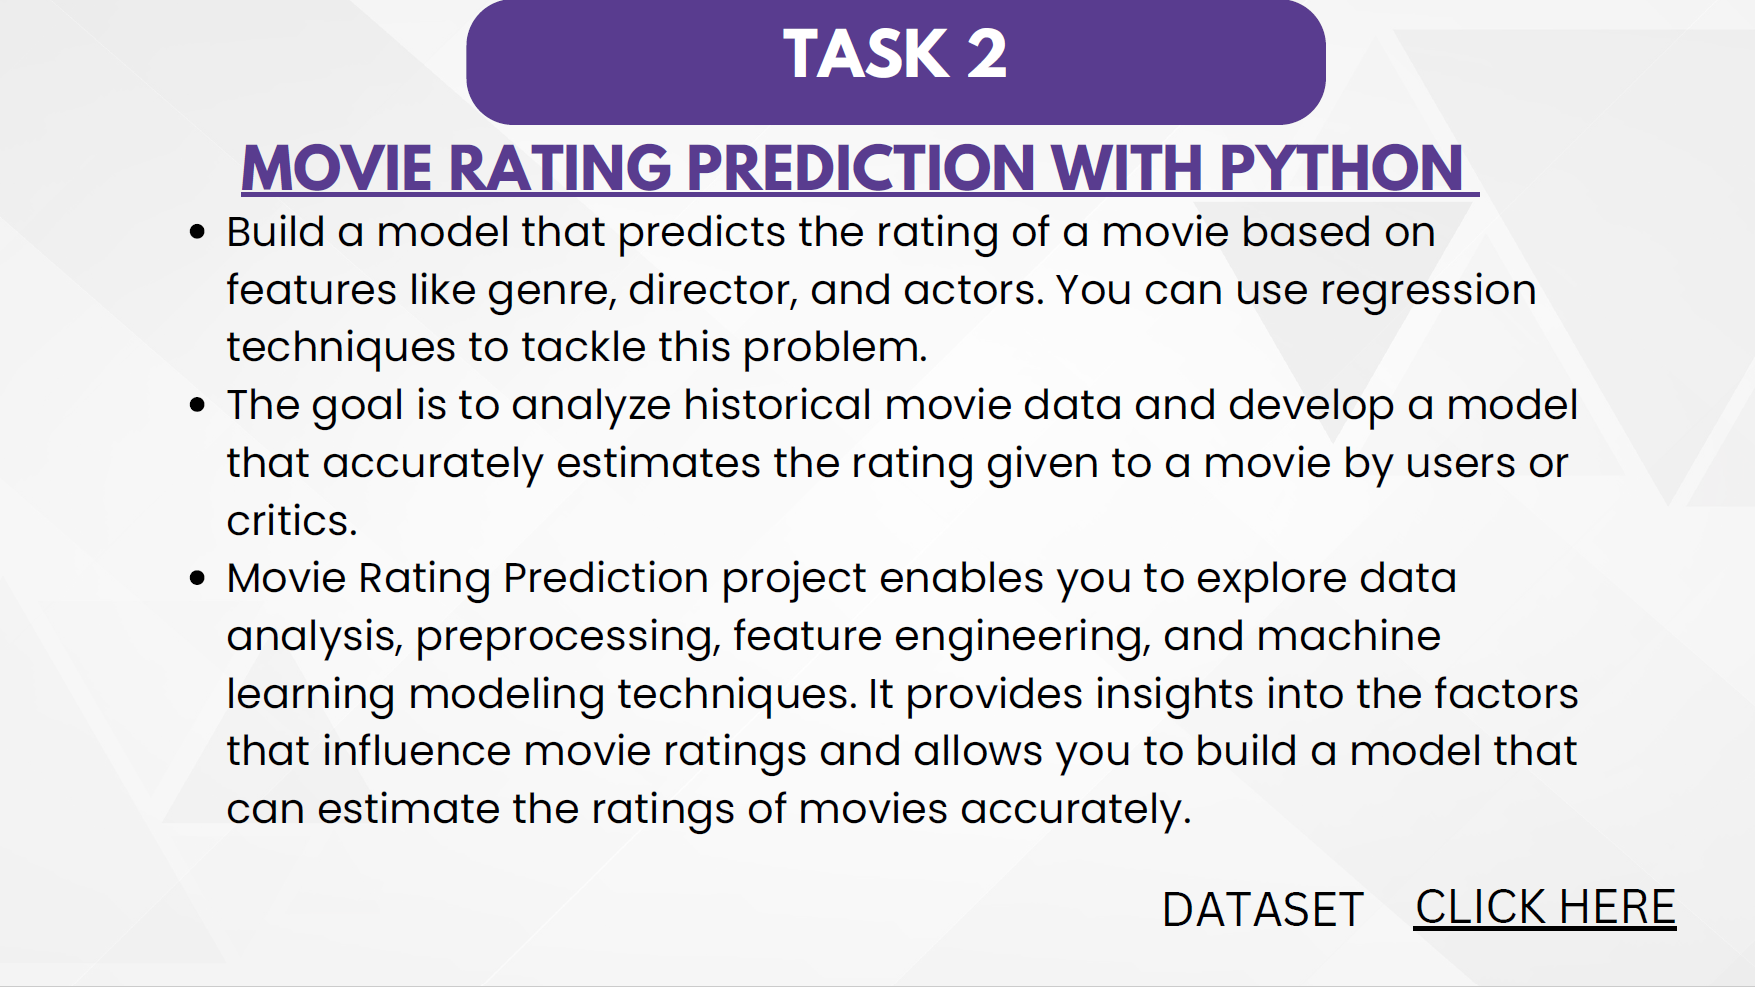 TASK 2
MOVIE RATING PREDICTION WITH PYTHON
• Build a model that predicts the rating of a movie based on
features like genre, director, and actors. You can use regression
techniques to tackle this problem.
• The goal is to analyze historical movie data and develop a model
that accurately estimates the rating given to a movie by users or
critics.
• Movie Rating Prediction project enables you to explore data
analysis, preprocessing, feature engineering, and machine
learning modeling techniques. It provides insights into the factors
that influence movie ratings and allows you to build a model that
can estimate the ratings of movies accurately.
DATASET CLICK HERE